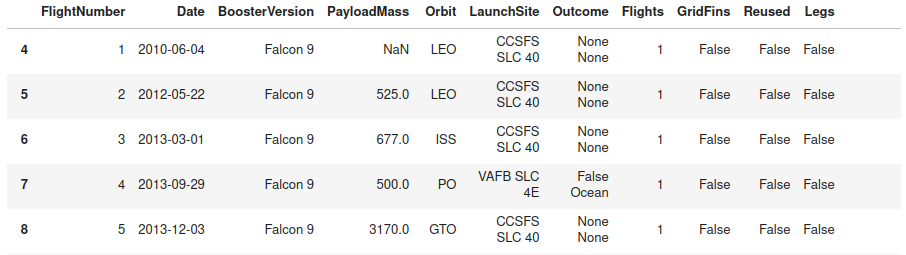 FlightNumber Date BoosterVersion PayloadMass Orbit LaunchSite Outcome Flights GridFins Reused Legs
4 1 2010-06-04 Falcon 9 NaN LEO CCSFS SLC 40 None None 1 False False False
5 2 2012-05-22 Falcon 9 525.0 LEO CCSFS SLC 40 None None 1 False False False
6 3 2013-03-01 Falcon 9 677.0 ISS CCSFS SLC 40 None None 1 False False False
7 4 2013-09-29 Falcon 9 500.0 PO VAFB SLC 4E False Ocean 1 False False False
8 5 2013-12-03 Falcon 9 3170.0 GTO CCSFS SLC 40 None None 1 False False False